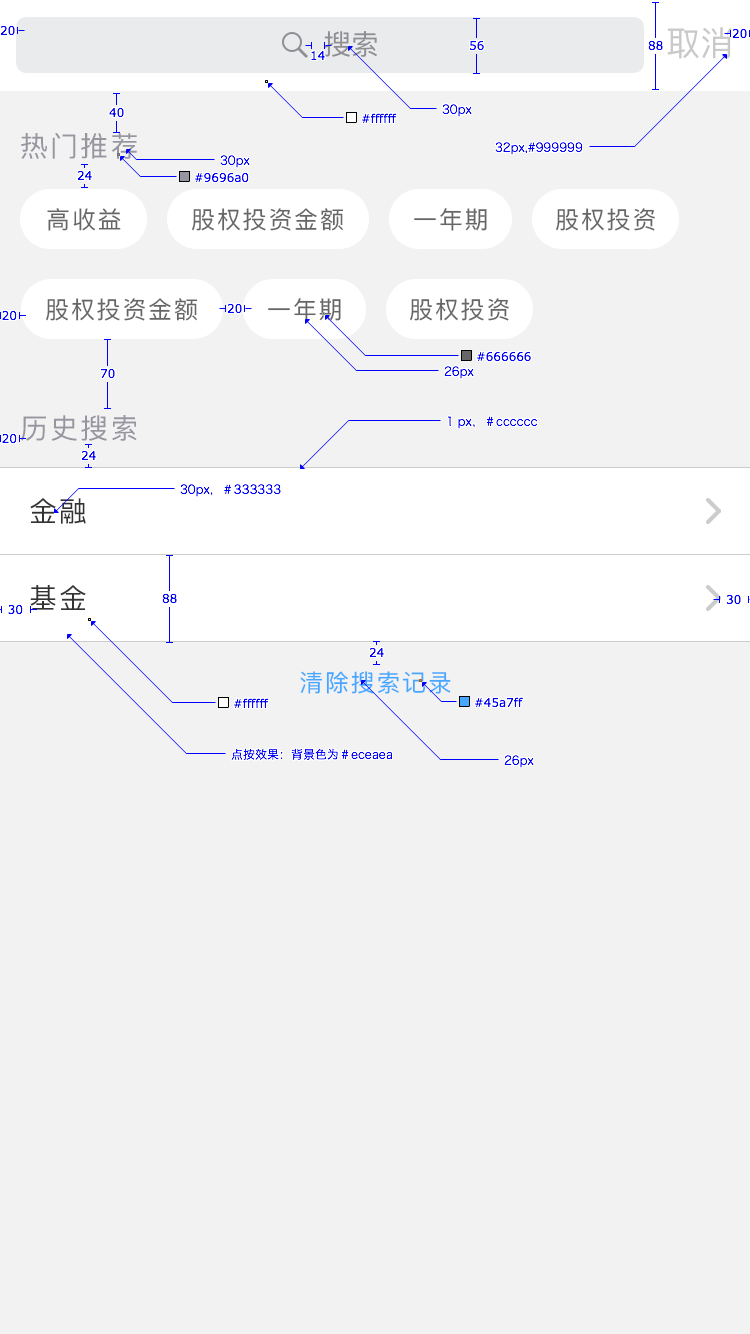 20
搜索
14
56
88
取消
20
#ffffff
30px
40
热门推荐
32px,#999999
30px
24
#9696a0
高收益
股权投资金额
一年期
股权投资
20
股权投资金额
20
一年期
股权投资
#666666
26px
70
历史搜索
1 px， ＃cccccc
20
24
30px， ＃333333
金融
基金
88
30
30
24
清除搜索记录
#ffffff
#45a7ff
点按效果：背景色为＃eceaea
26px